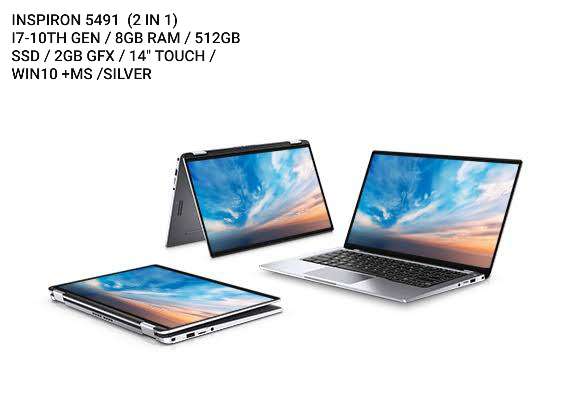 INSPIRON 5491  (2 IN 1)
I7-10TH GEN / 8GB RAM / 512GB
SSD / 2GB GFX / 14" TOUCH /
WIN10 +MS /SILVER